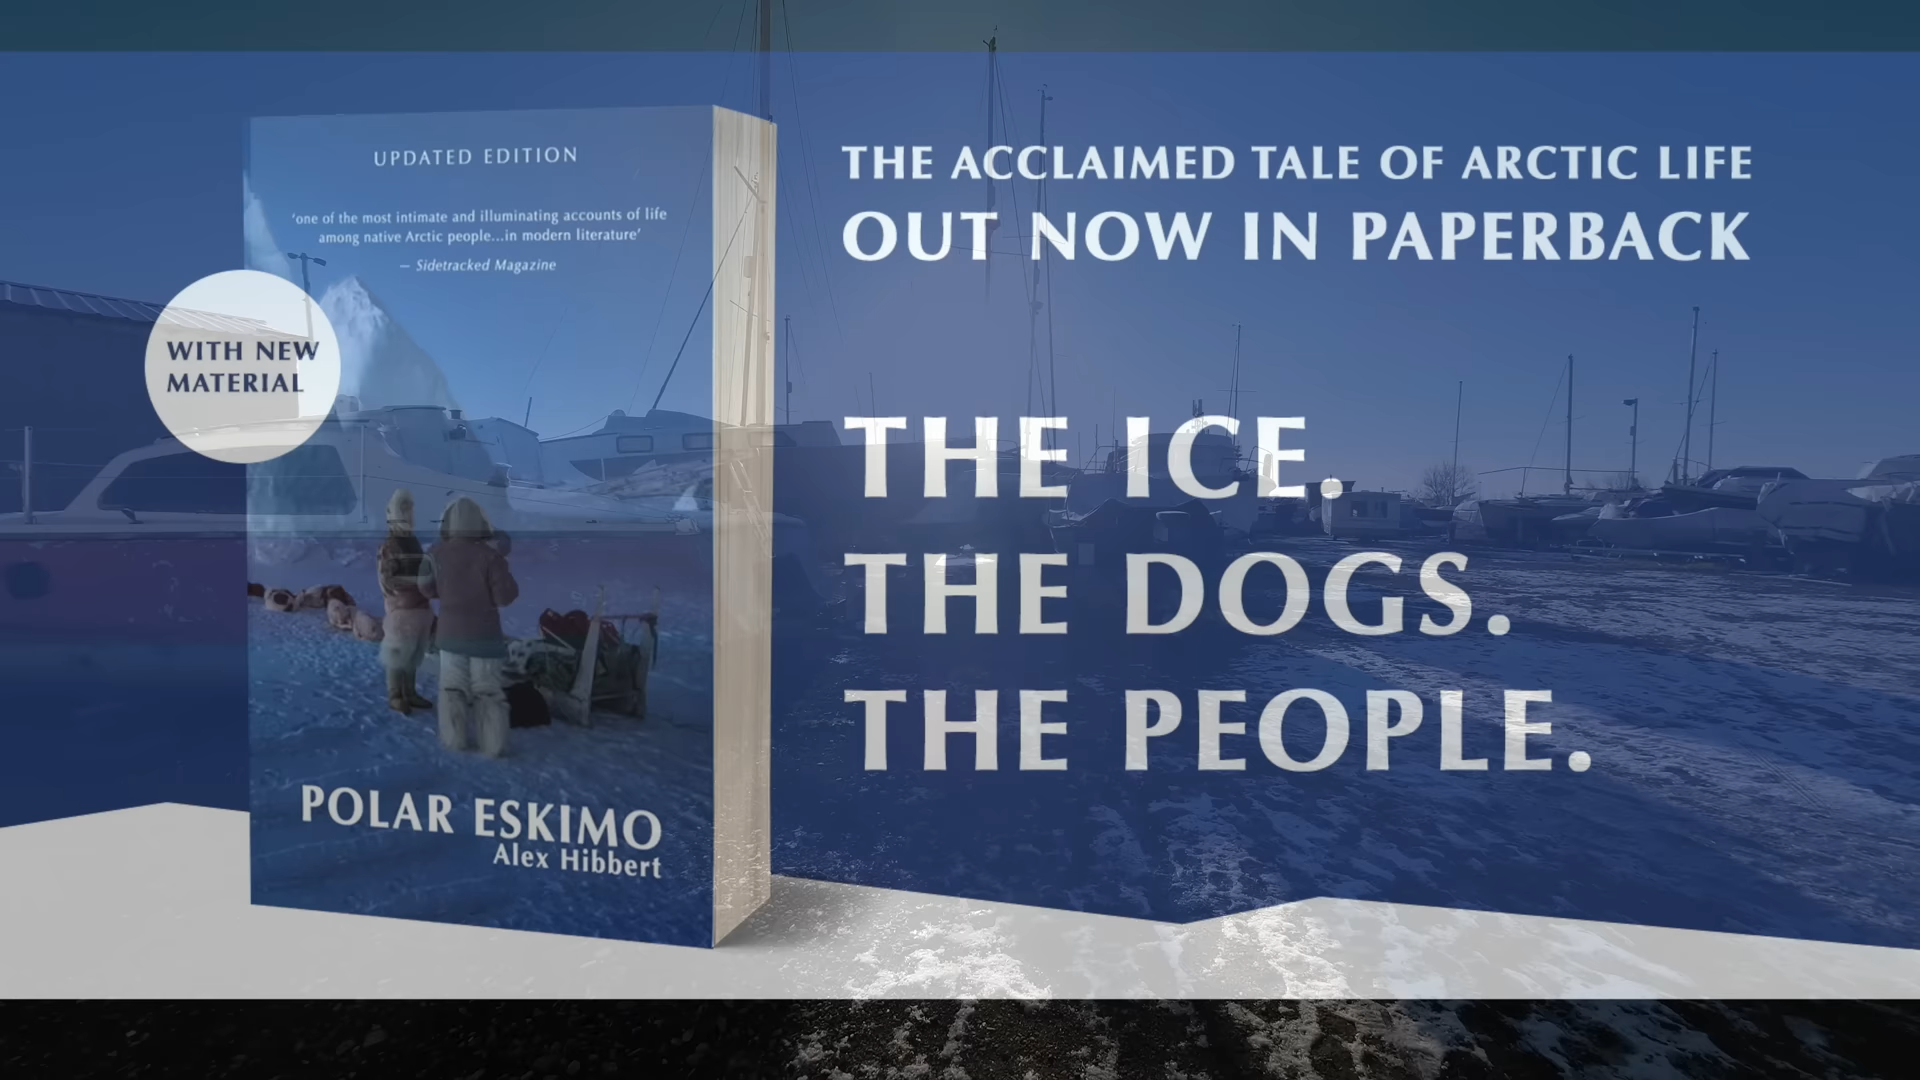 UPDATED EDITION
'one of the most intimate and illuminating accounts of life
among native Arctic people...in modern literature'
– Sidetracked Magazine
WITH NEW
MATERIAL
POLAR ESKIMO
Alex Hibbert
THE ACCLAIMED TALE OF ARCTIC LIFE
OUT NOW IN PAPERBACK
THE ICE.
THE DOGS.
THE PEOPLE.